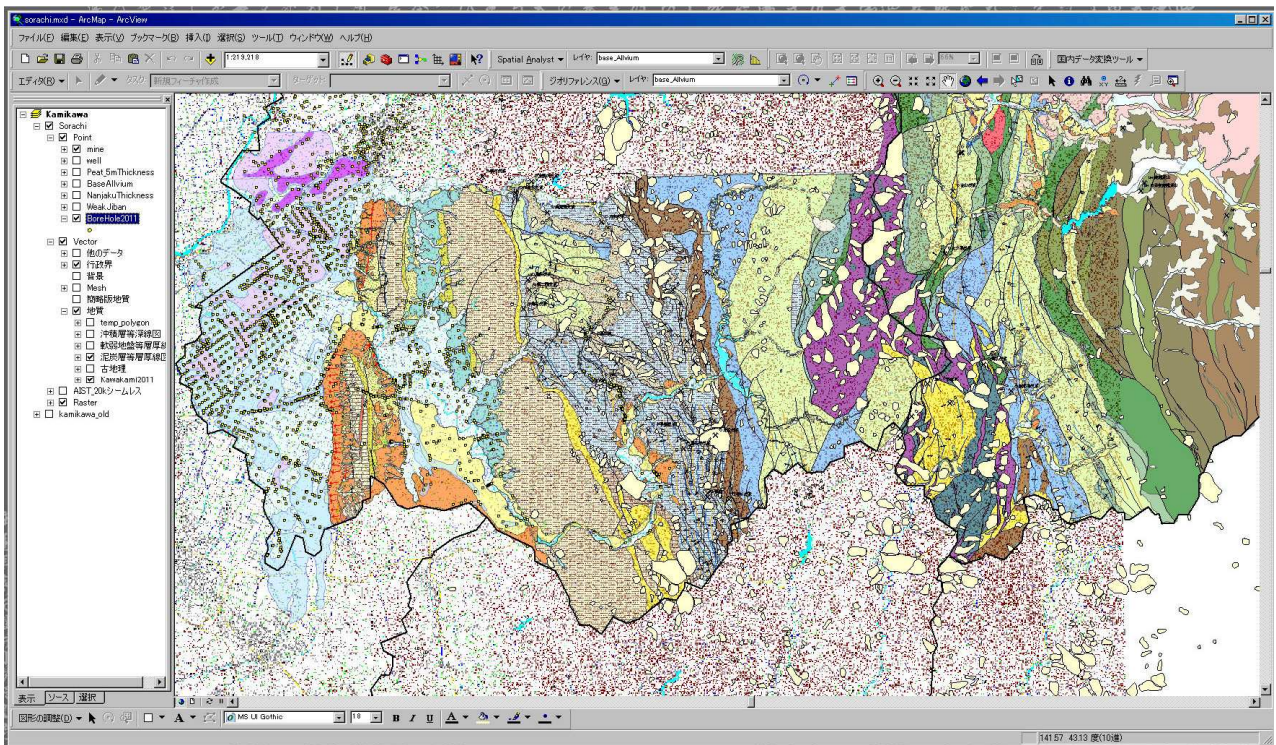 sorachi.mxd - ArcMap - ArcView
ファイル(F) 編集(E) 表示(V) ブックマーク(B) 挿入(I) 選択(S) ツール(T) ウィンドウ(W) ヘルプ(H)
1:219,218 Spatial Analyst レイヤ: base_Allvium 55% 国内データ変換ツール
エディタ(R) タスク: 新規フィーチャ作成 ターゲット: ジオリファレンス(G) レイヤ: base_Allvium
Kamikawa
Sorachi
Point
mine
well
Peat_5mThickness
BaseAllvium
NanjakuThickness
WeakJiban
BoreHole2011
Vector
他のデータ
行政界
背景
Mesh
簡略版地質
地質
temp_polygon
沖積層等深線図
軟弱地盤等層厚線
泥炭層等層厚線図
古地理
Kawakami2011
AIST_20kシームレス
Raster
kamikawa_old
表示 ソース 選択
図形の調整(D) A MS UI Gothic 18 B I U A
141.57 43.13 度(10進)